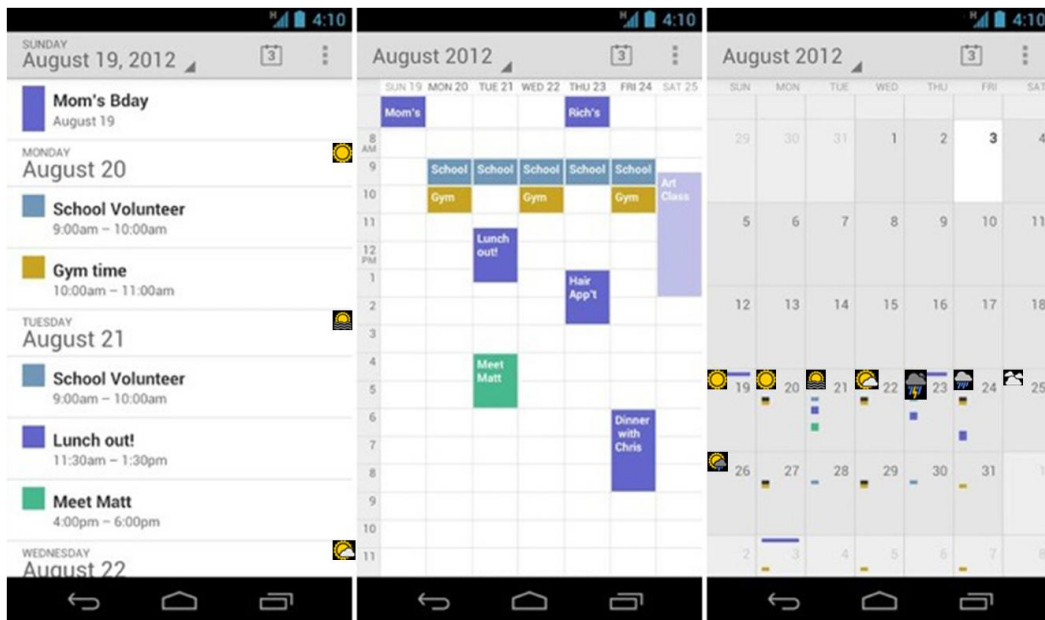 H 4:10
SUNDAY
August 19, 2012
3
Mom's Bday
August 19
MONDAY
August 20
School Volunteer
9:00am – 10:00am
Gym time
10:00am – 11:00am
TUESDAY
August 21
School Volunteer
9:00am – 10:00am
Lunch out!
11:30am – 1:30pm
Meet Matt
4:00pm – 6:00pm
WEDNESDAY
August 22
H 4:10
August 2012
3
SUN 19 MON 20 TUE 21 WED 22 THU 23 FRI 24 SAT 25
Mom's Rich's
8
AM
9 School School School School School
Art
10 Gym Gym Gym Class
11
Lunch
12 out!
PM
1 Hair
App't
2
3
4 Meet
Matt
5
6 Dinner
with
7 Chris
8
9
10
11
H 4:10
August 2012
3
SUN MON TUE WED THU FRI SAT
29 30 31 1 2 3 4
5 6 7 8 9 10 11
12 13 14 15 16 17 18
19 20 21 22 23 24 25
26 27 28 29 30 31 1
2 3 4 5 6 7 8